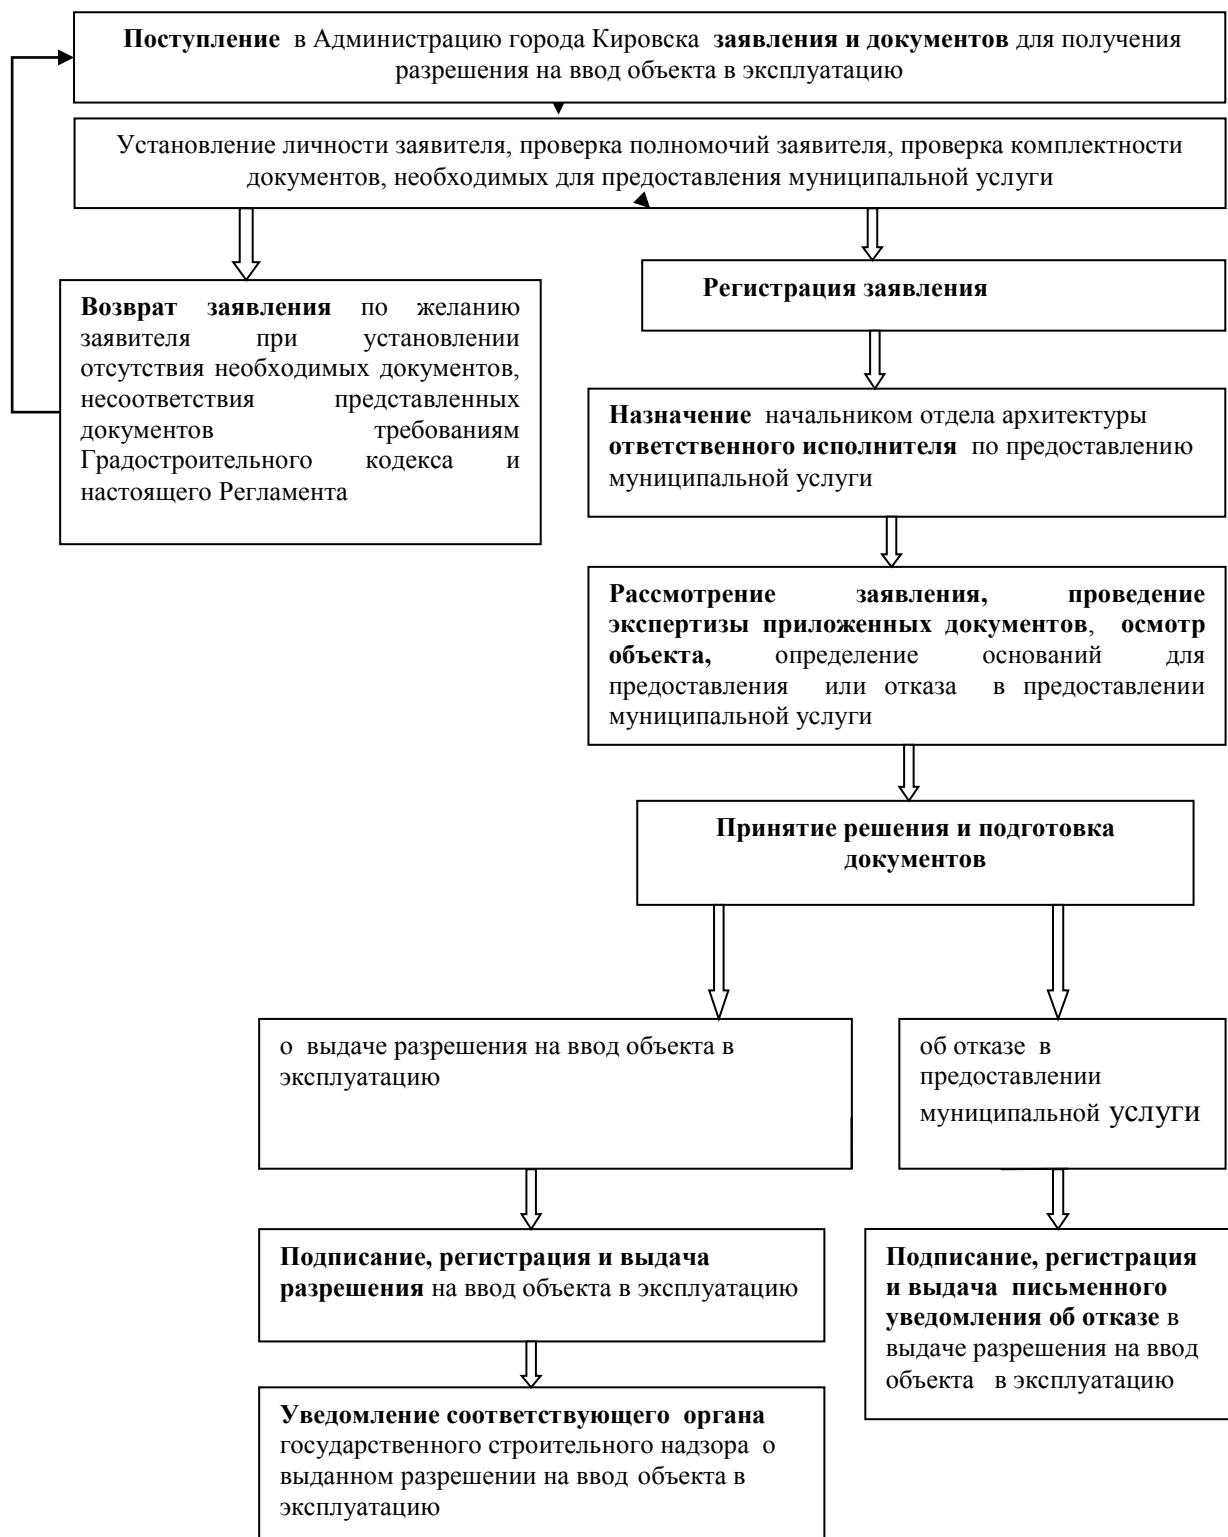 Поступление в Администрацию города Кировска заявления и документов для получения
разрешения на ввод объекта в эксплуатацию
Установление личности заявителя, проверка полномочий заявителя, проверка комплектности
документов, необходимых для предоставления муниципальной услуги
Возврат заявления по желанию
заявителя при установлении
отсутствия необходимых документов,
несоответствия представленных
документов требованиям
Градостроительного кодекса и
настоящего Регламента
Регистрация заявления
Назначение начальником отдела архитектуры
ответственного исполнителя по предоставлению
муниципальной услуги
Рассмотрение заявления, проведение
экспертизы приложенных документов, осмотр
объекта, определение оснований для
предоставления или отказа в предоставлении
муниципальной услуги
Принятие решения и подготовка
документов
о выдаче разрешения на ввод объекта в
эксплуатацию
об отказе в
предоставлении
муниципальной услуги
Подписание, регистрация и выдача
разрешения на ввод объекта в эксплуатацию
Подписание, регистрация
и выдача письменного
уведомления об отказе в
выдаче разрешения на ввод
объекта в эксплуатацию
Уведомление соответствующего органа
государственного строительного надзора о
выданном разрешении на ввод объекта в
эксплуатацию